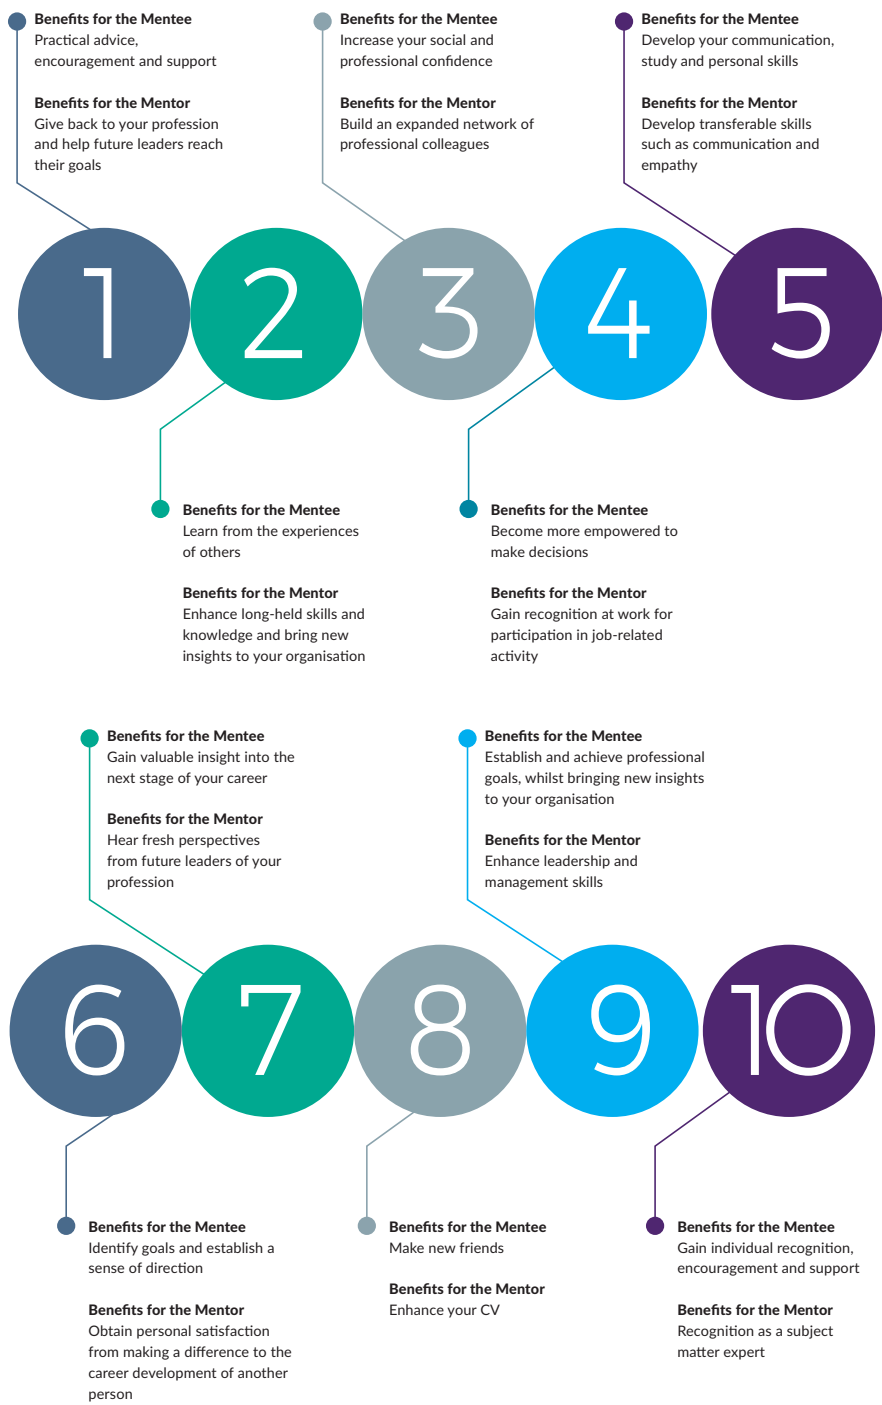 Benefits for the Mentee
Practical advice,
encouragement and support
Benefits for the Mentor
Give back to your profession
and help future leaders reach
their goals
Benefits for the Mentee
Increase your social and
professional confidence
Benefits for the Mentor
Build an expanded network of
professional colleagues
Benefits for the Mentee
Develop your communication,
study and personal skills
Benefits for the Mentor
Develop transferable skills
such as communication and
empathy
1
2
3
4
5
Benefits for the Mentee
Learn from the experiences
of others
Benefits for the Mentor
Enhance long-held skills and
knowledge and bring new
insights to your organisation
Benefits for the Mentee
Become more empowered to
make decisions
Benefits for the Mentor
Gain recognition at work for
participation in job-related
activity
Benefits for the Mentee
Gain valuable insight into the
next stage of your career
Benefits for the Mentor
Hear fresh perspectives
from future leaders of your
profession
Benefits for the Mentee
Establish and achieve professional
goals, whilst bringing new insights
to your organisation
Benefits for the Mentor
Enhance leadership and
management skills
6
7
8
9
10
Benefits for the Mentee
Identify goals and establish a
sense of direction
Benefits for the Mentor
Obtain personal satisfaction
from making a difference to the
career development of another
person
Benefits for the Mentee
Make new friends
Benefits for the Mentor
Enhance your CV
Benefits for the Mentee
Gain individual recognition,
encouragement and support
Benefits for the Mentor
Recognition as a subject
matter expert